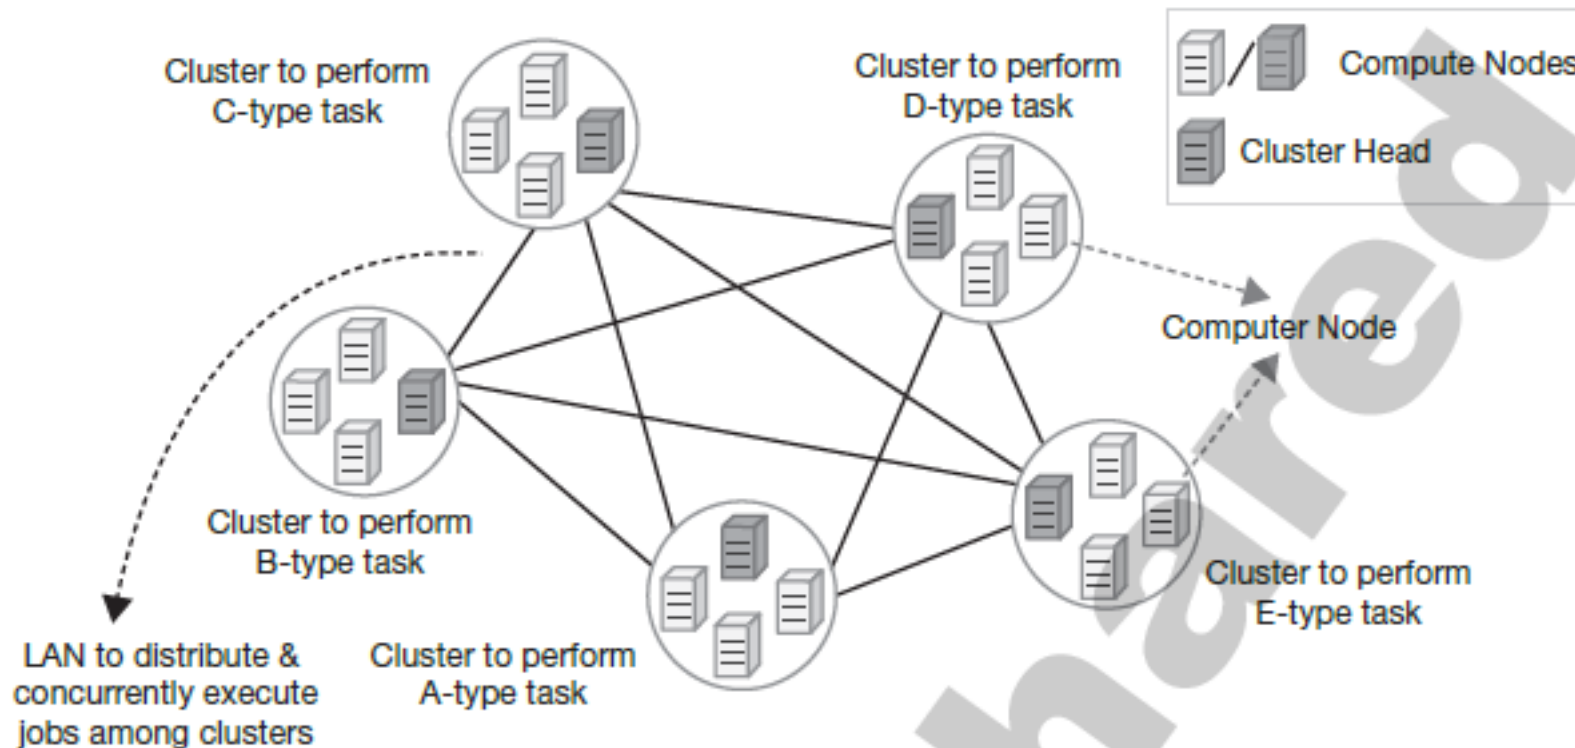 Cluster to perform
C-type task
Cluster to perform
D-type task
Compute Nodes
Cluster Head
Computer Node
Cluster to perform
B-type task
Cluster to perform
E-type task
LAN to distribute &
concurrently execute
jobs among clusters
Cluster to perform
A-type task
hared